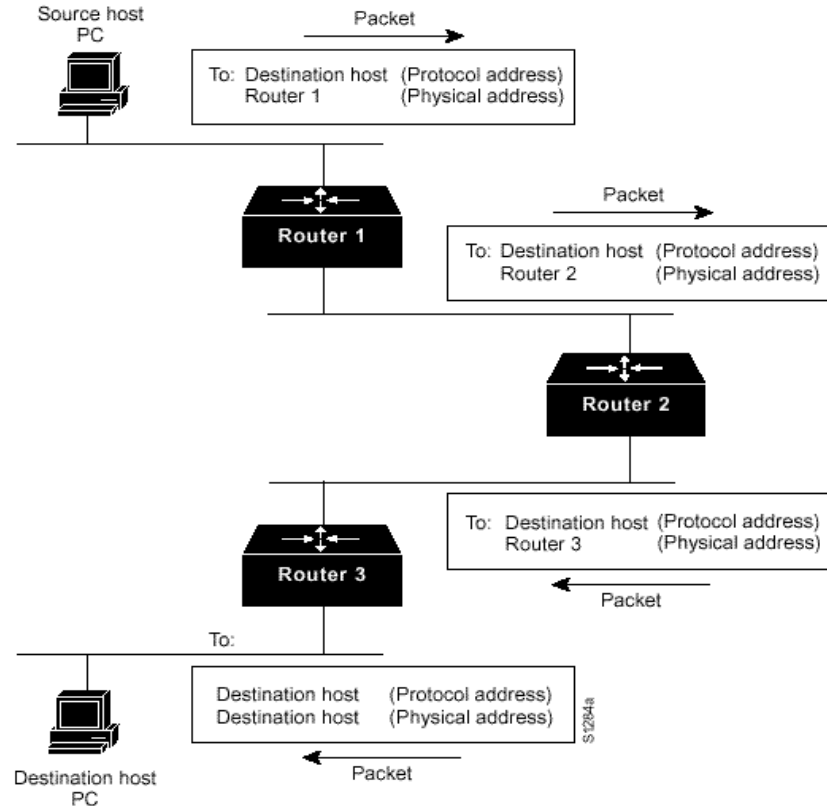 Source host
PC
Packet
To: Destination host (Protocol address)
Router 1 (Physical address)
Router 1
Packet
To: Destination host (Protocol address)
Router 2 (Physical address)
Router 2
To: Destination host (Protocol address)
Router 3 (Physical address)
Packet
Router 3
To:
Destination host (Protocol address)
Destination host (Physical address)
Packet
S1284a
Destination host
PC